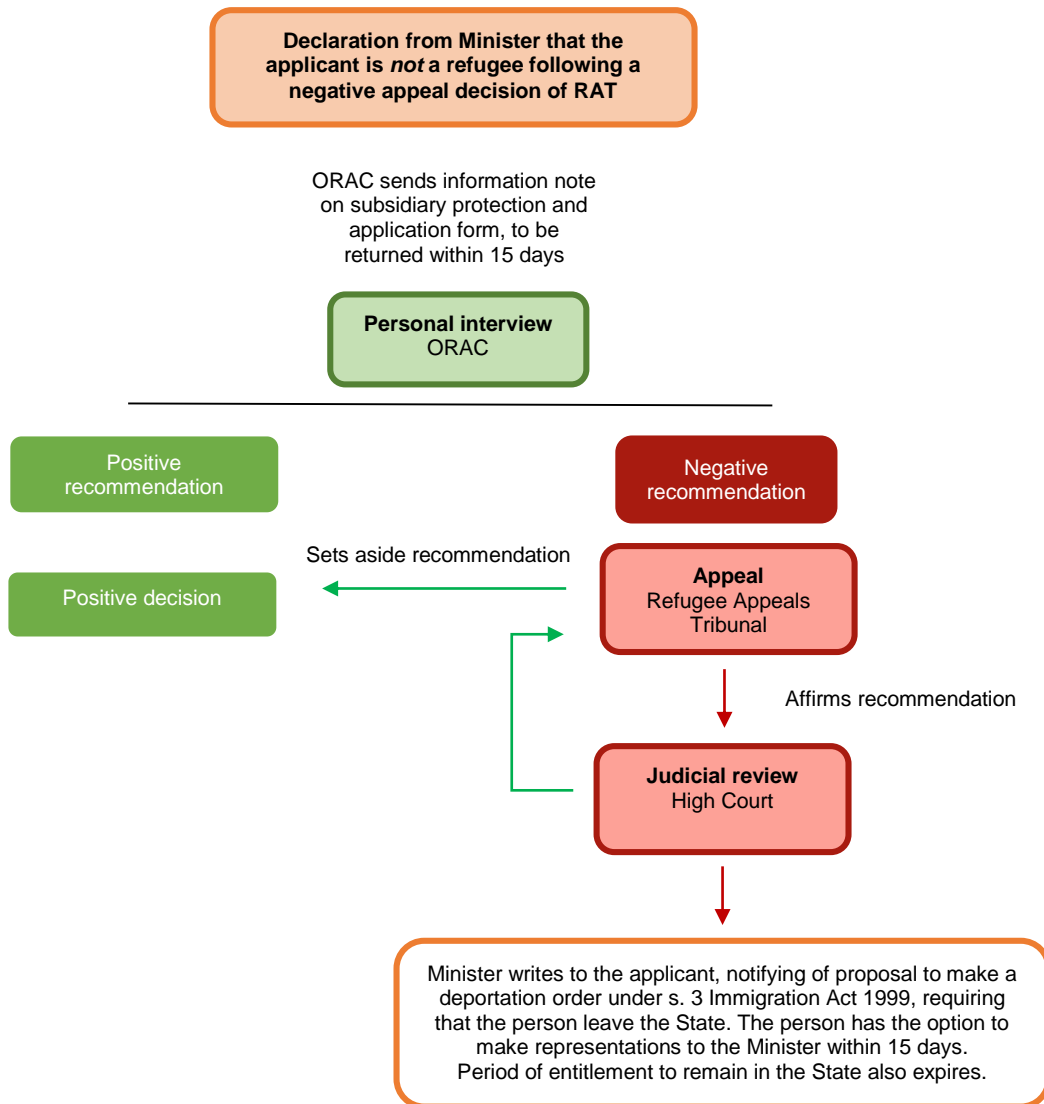 Declaration from Minister that the
applicant is not a refugee following a
negative appeal decision of RAT
ORAC sends information note
on subsidiary protection and
application form, to be
returned within 15 days
Personal interview
ORAC
Positive
recommendation
Negative
recommendation
Sets aside recommendation
Appeal
Refugee Appeals
Tribunal
Positive decision
Affirms recommendation
Judicial review
High Court
Minister writes to the applicant, notifying of proposal to make a
deportation order under s. 3 Immigration Act 1999, requiring
that the person leave the State. The person has the option to
make representations to the Minister within 15 days.
Period of entitlement to remain in the State also expires.